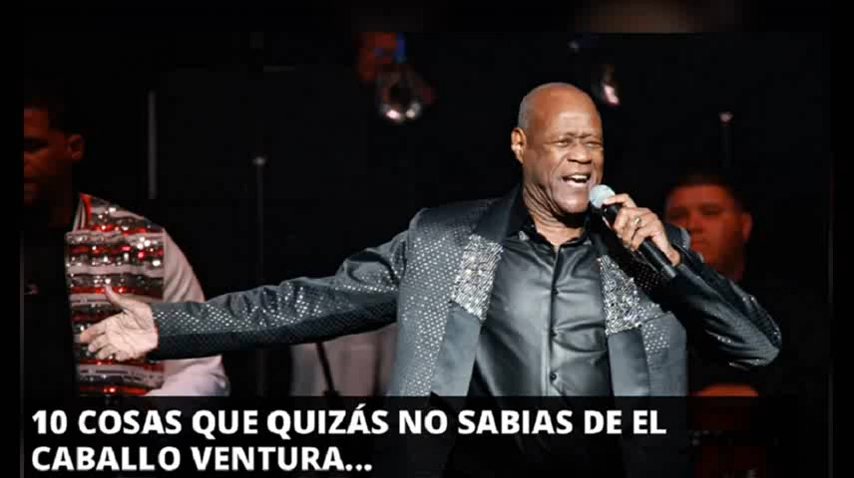 10 COSAS QUE QUIZÁS NO SABIAS DE EL
CABALLO VENTURA...